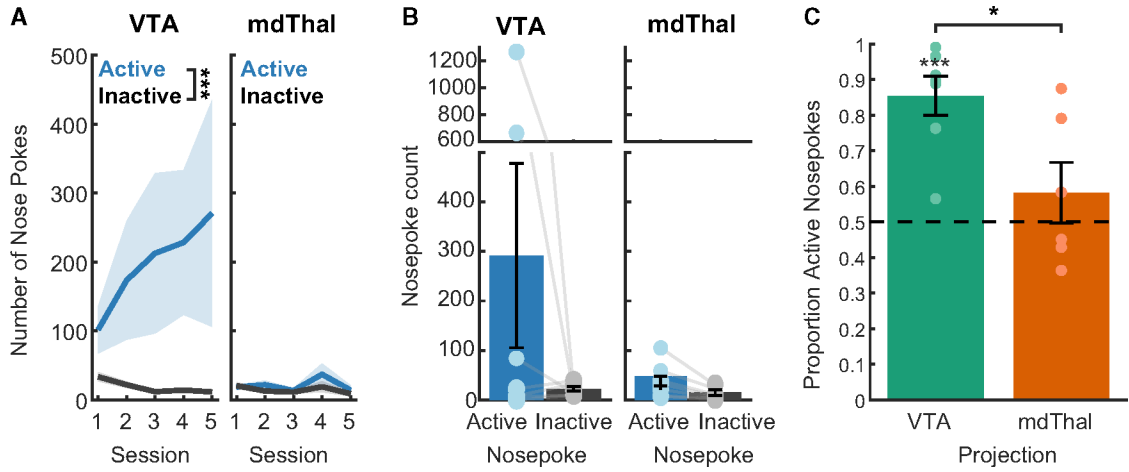 A
VTA
mdThal
Number of Nose Pokes
500
400
300
200
100
0
Active
Inactive
***
Active
Inactive
1 2 3 4 5
1 2 3 4 5
Session
Session
B
VTA
mdThal
Nosepoke count
1200
1000
800
600
400
300
200
100
0
Active Inactive
Active Inactive
Nosepoke
Nosepoke
C
*
***
Proportion Active Nosepokes
1
0.9
0.8
0.7
0.6
0.5
0.4
0.3
0.2
0.1
0
VTA
mdThal
Projection